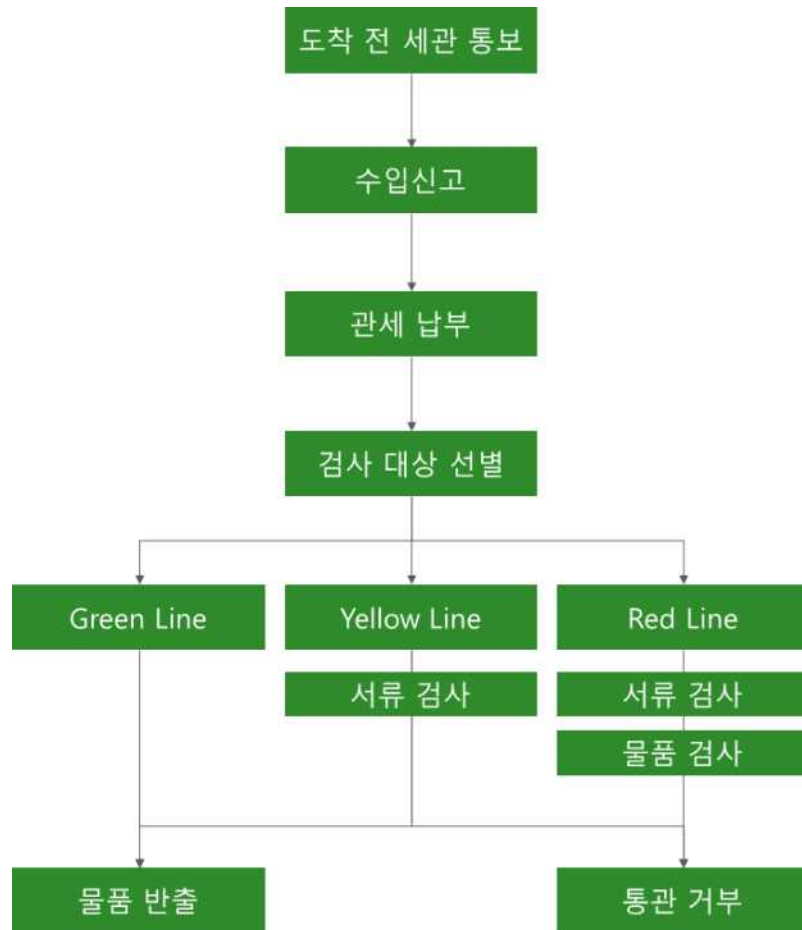 도착 전 세관 통보
수입신고
관세 납부
검사 대상 선별
Green Line
Yellow Line
Red Line
서류 검사
서류 검사
물품 검사
물품 반출
통관 거부